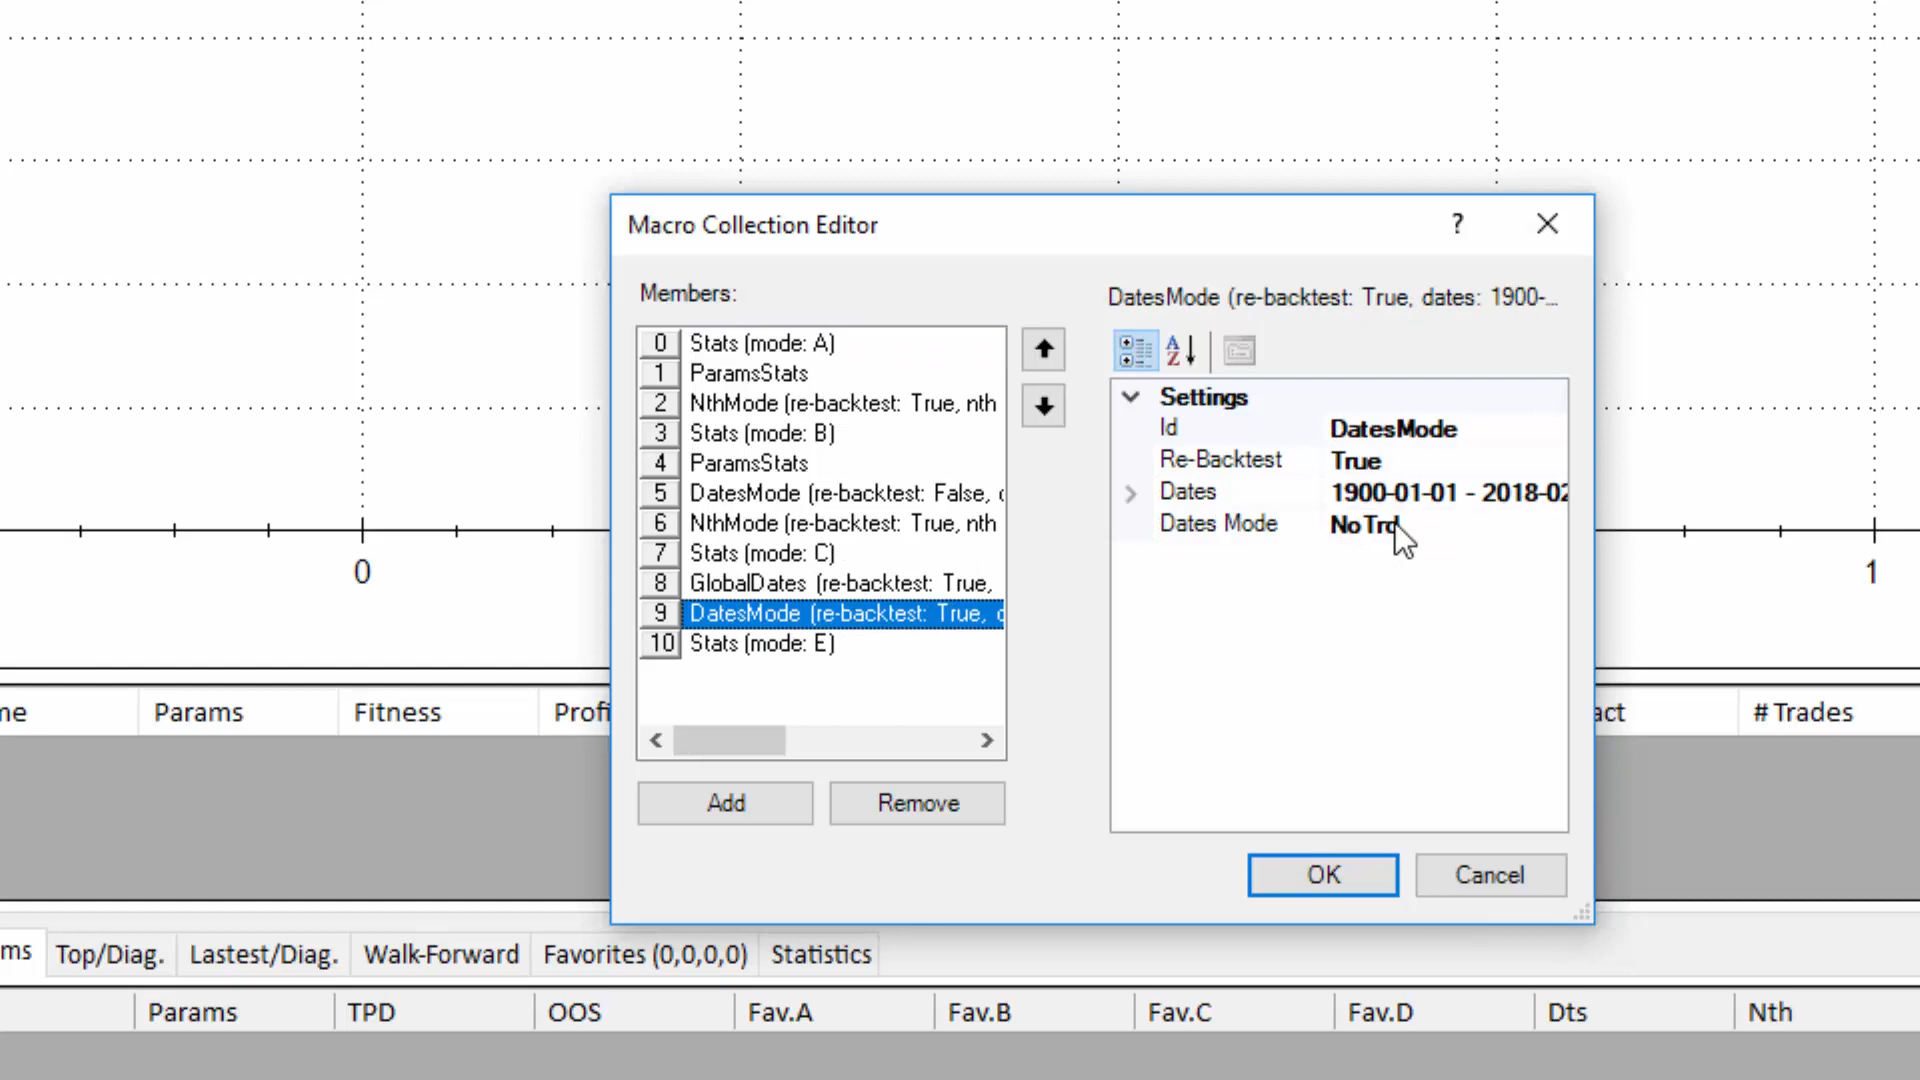 Macro Collection Editor
?
Members:
DatesMode (re-backtest: True, dates: 1900-...
0 Stats (mode: A)
1 ParamsStats
2 NthMode (re-backtest: True, nth
3 Stats (mode: B)
4 ParamsStats
5 DatesMode (re-backtest: False,
6 NthMode (re-backtest: True, nth
7 Stats (mode: C)
8 GlobalDates (re-backtest: True,
9 DatesMode (re-backtest: True,
10 Stats (mode: E)
A
Z
Settings
Id DatesMode
Re-Backtest True
Dates 1900-01-01 - 2018-02
Dates Mode NoTrd
Add Remove
OK Cancel
0 1
me Params Fitness Profi act # Trades
ms Top/Diag. Lastest/Diag. Walk-Forward Favorites (0,0,0,0) Statistics
Params TPD OOS Fav.A Fav.B Fav.C Fav.D Dts Nth